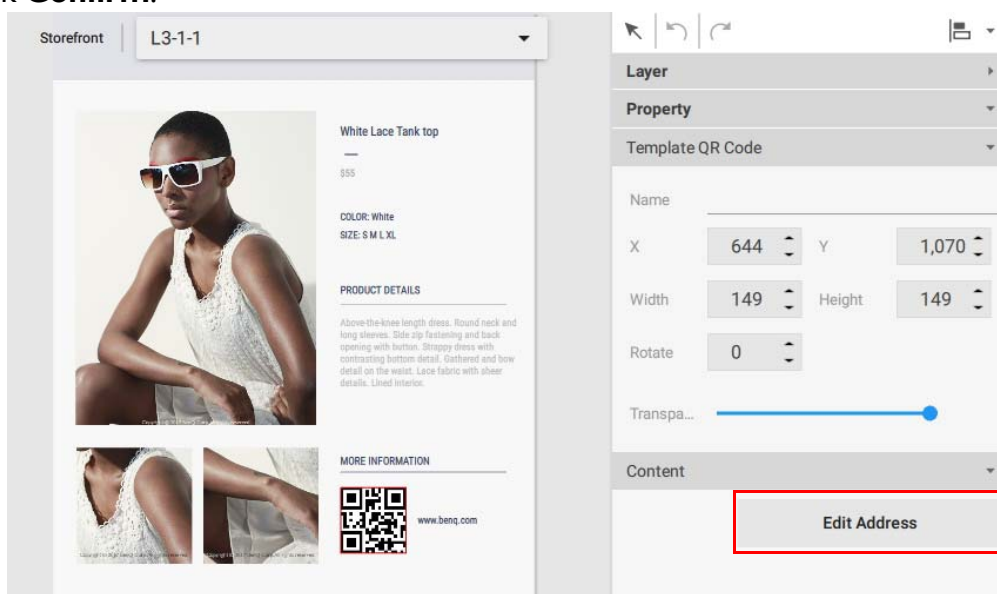 k Confirm.
Storefront
L3-1-1
Layer
Property
Template QR Code
Name
X 644 Y 1,070
Width 149 Height 149
Rotate 0
Transpa...
Content
Edit Address
White Lace Tank top
$55
COLOR: White
SIZE: S M L XL
PRODUCT DETAILS
Above-the-knee length dress. Round neck and
long sleeves. Side zip fastening and back
opening with button. Strappy dress with
contrasting bottom detail. Gathered and bow
detail on the waist. Lace fabric with sheer
details. Lined interior.
MORE INFORMATION
www.benq.com